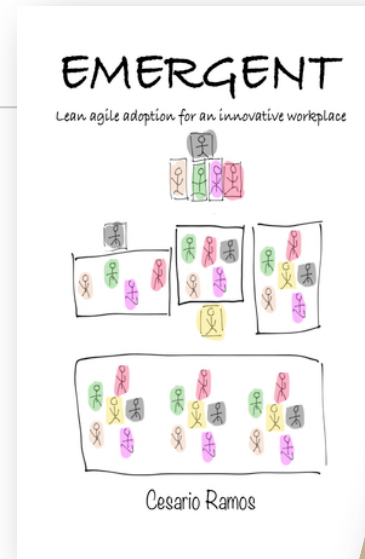 EMERGENT
Lean agile adoption for an innovative workplace
Cesario Ramos